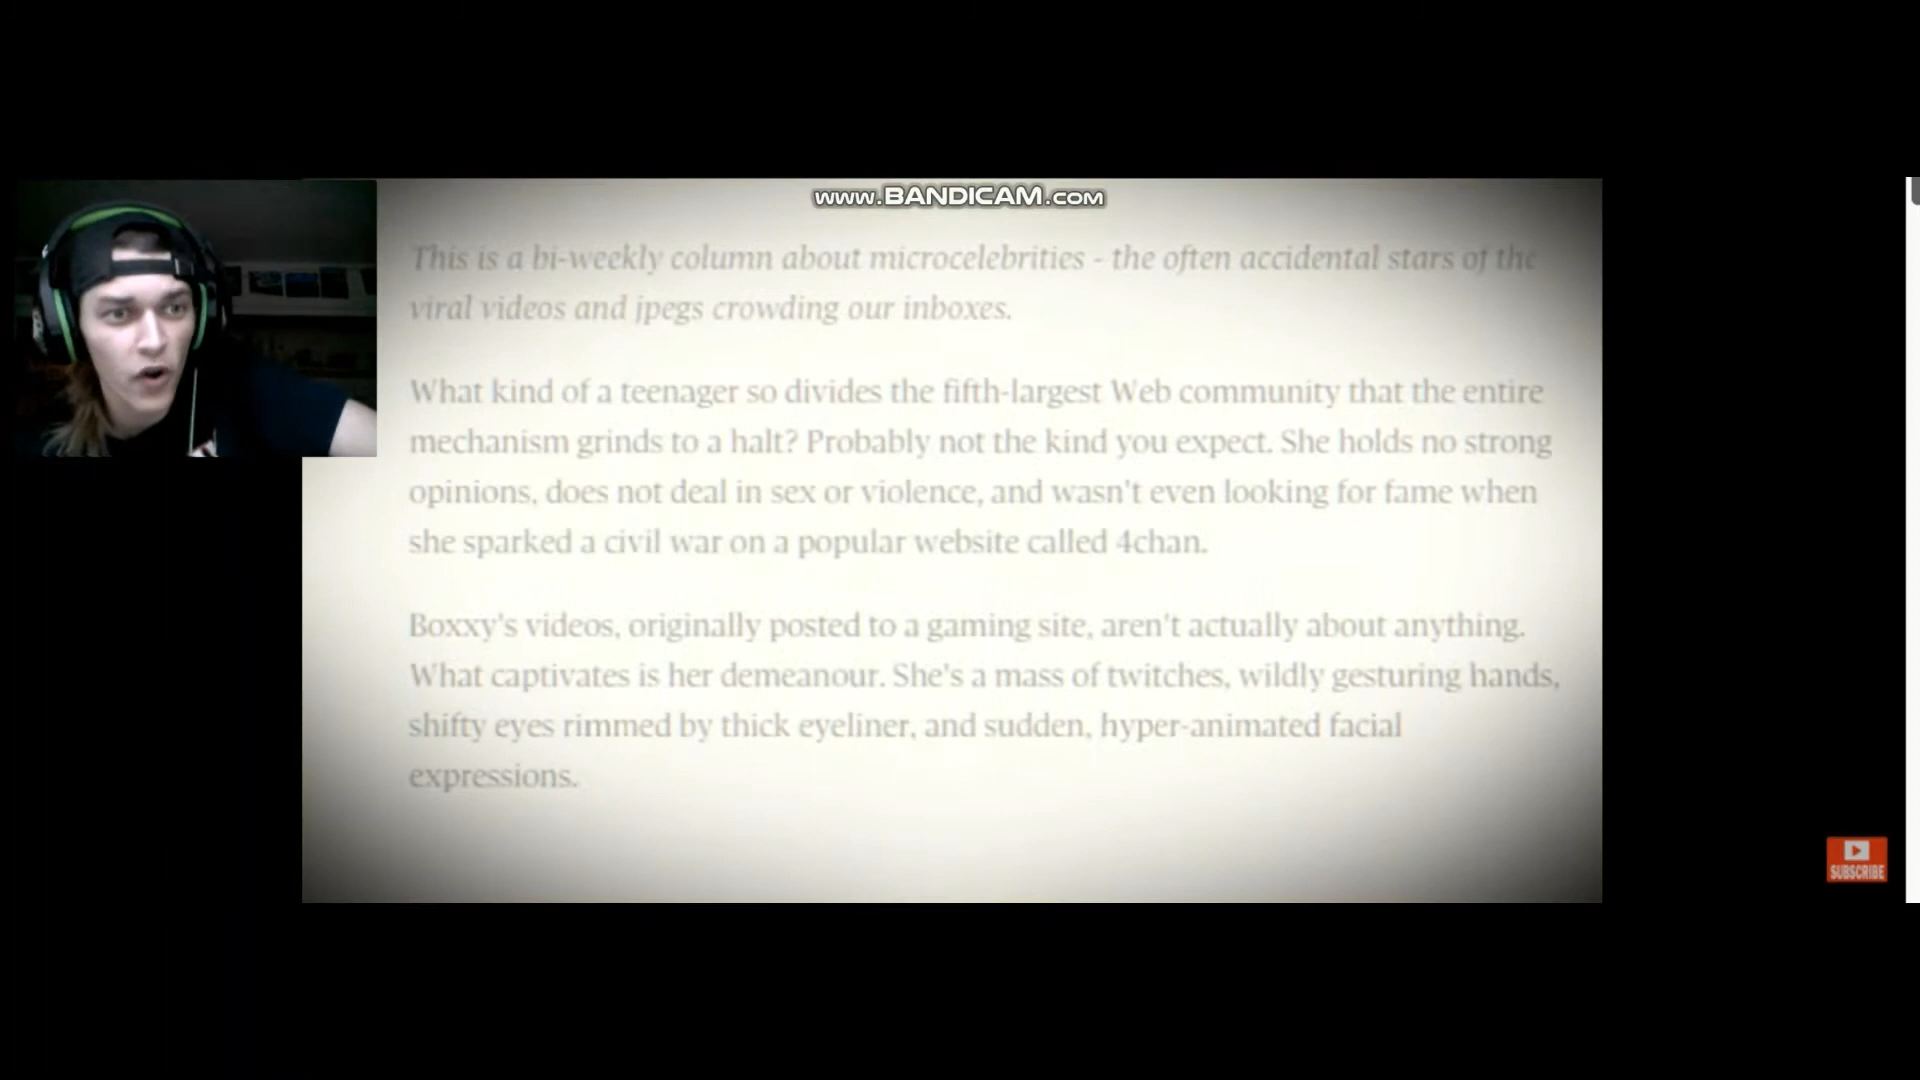 www.BANDICAM.com
This is a bi-weekly column about microcelebrities - the often accidental stars of the
viral videos and jpegs crowding our inboxes.
What kind of a teenager so divides the fifth-largest Web community that the entire
mechanism grinds to a halt? Probably not the kind you expect. She holds no strong
opinions, does not deal in sex or violence, and wasn't even looking for fame when
she sparked a civil war on a popular website called 4chan.
Boxxy's videos, originally posted to a gaming site, aren't actually about anything.
What captivates is her demeanour. She's a mass of twitches, wildly gesturing hands,
shifty eyes rimmed by thick eyeliner, and sudden, hyper-animated facial
expressions.
SUBSCRIBE